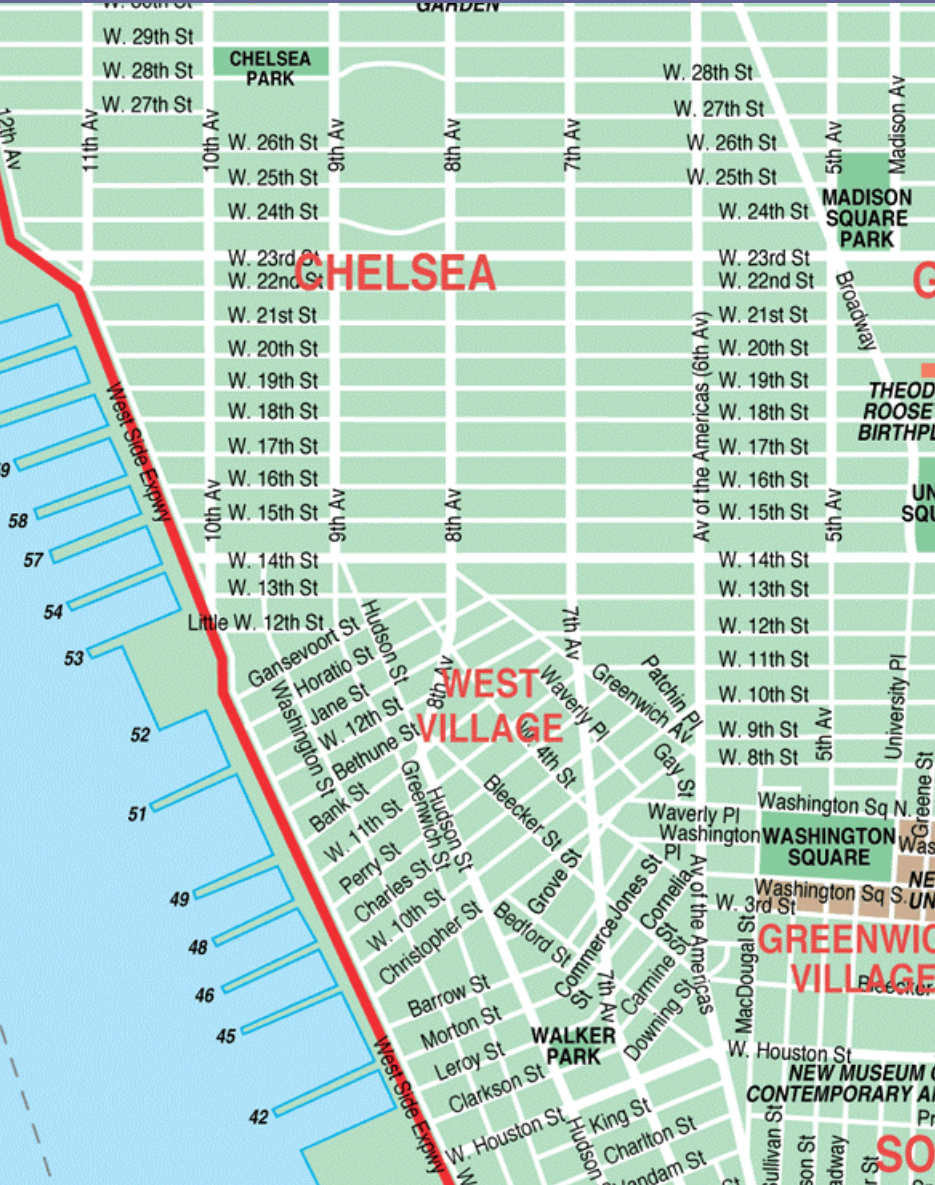 GARDEN
W. 29th St
CHELSEA
PARK
W. 28th St
W. 28th St
W. 27th St
W. 27th St
12th Av
11th Av
10th Av
9th Av
8th Av
7th Av
5th Av
Madison Av
W. 26th St
W. 26th St
W. 25th St
W. 25th St
W. 24th St
W. 24th St
MADISON
SQUARE
PARK
W. 23rd St
W. 23rd St
CHELSEA
W. 22nd St
W. 22nd St
Broadway
W. 21st St
W. 21st St
W. 20th St
W. 20th St
Av of the Americas (6th Av)
W. 19th St
W. 19th St
West Side Expwy
W. 18th St
W. 18th St
W. 17th St
W. 17th St
W. 16th St
W. 16th St
10th Av
9th Av
8th Av
5th Av
W. 15th St
W. 15th St
58
57
W. 14th St
W. 14th St
W. 13th St
W. 13th St
54
Little W. 12th St
W. 12th St
Gansevoort St
Hudson St
7th Av
53
Horatio St
W. 11th St
Jane St
8th Av
WEST
VILLAGE
Waverly Pl
Greenwich Av
Patchin Pl
W. 10th St
University Pl
Washington St
W. 12th St
W. 4th St
5th Av
52
Bethune St
W. 9th St
W. 8th St
Gay St
Bank St
Greenwich St
Hudson St
Bleecker St
51
W. 11th St
Waverly Pl
Washington Sq N.
Greene St
Washington
Pl
WASHINGTON
SQUARE
Perry St
Charles St
Grove St
49
W. 10th St
Jones St
Cornelia
St
Washington Sq S.
W. 3rd St
48
Christopher St
Bedford St
Commerce
St
Av of the Americas
MacDougal St
46
Barrow St
7th Av
Carmine St
45
Morton St
WALKER
PARK
Downing St
Leroy St
W. Houston St
West Side Expwy
Clarkson St
42
King St
W. Houston St
Hudson
Charlton St